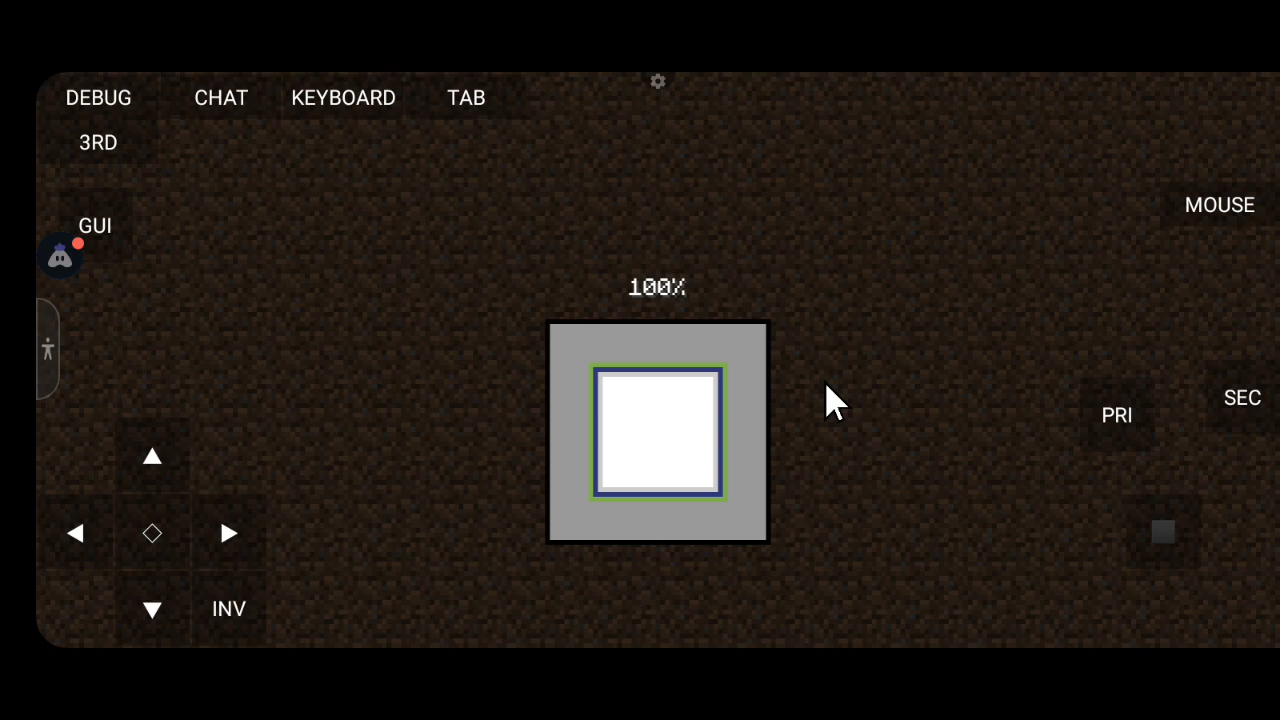 DEBUG CHAT KEYBOARD TAB
3RD
MOUSE
GUI
100%
SEC
PRI
INV